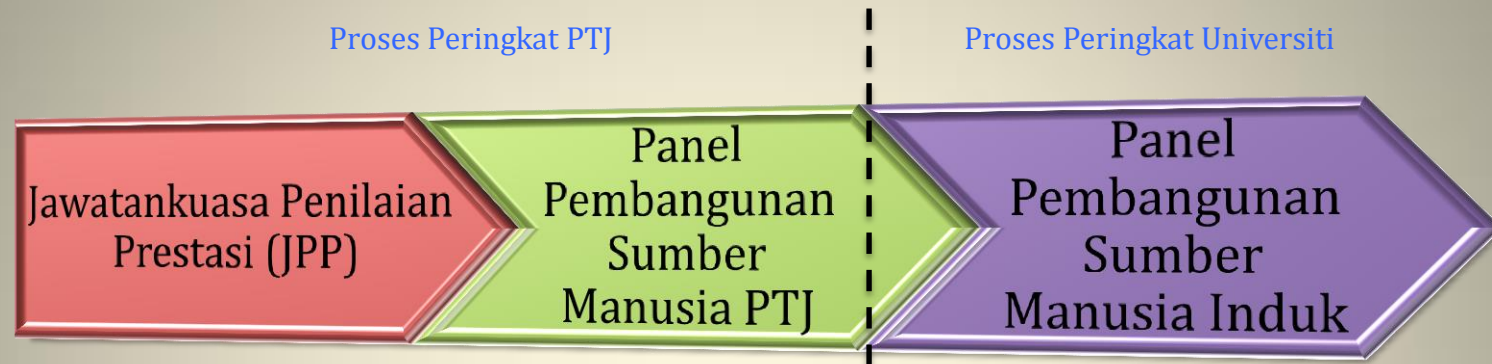 Proses Peringkat PTJ
Proses Peringkat Universiti
Jawatankuasa Penilaian
Prestasi (JPP)
Panel
Pembangunan
Sumber
Manusia PTJ
Panel
Pembangunan
Sumber
Manusia Induk